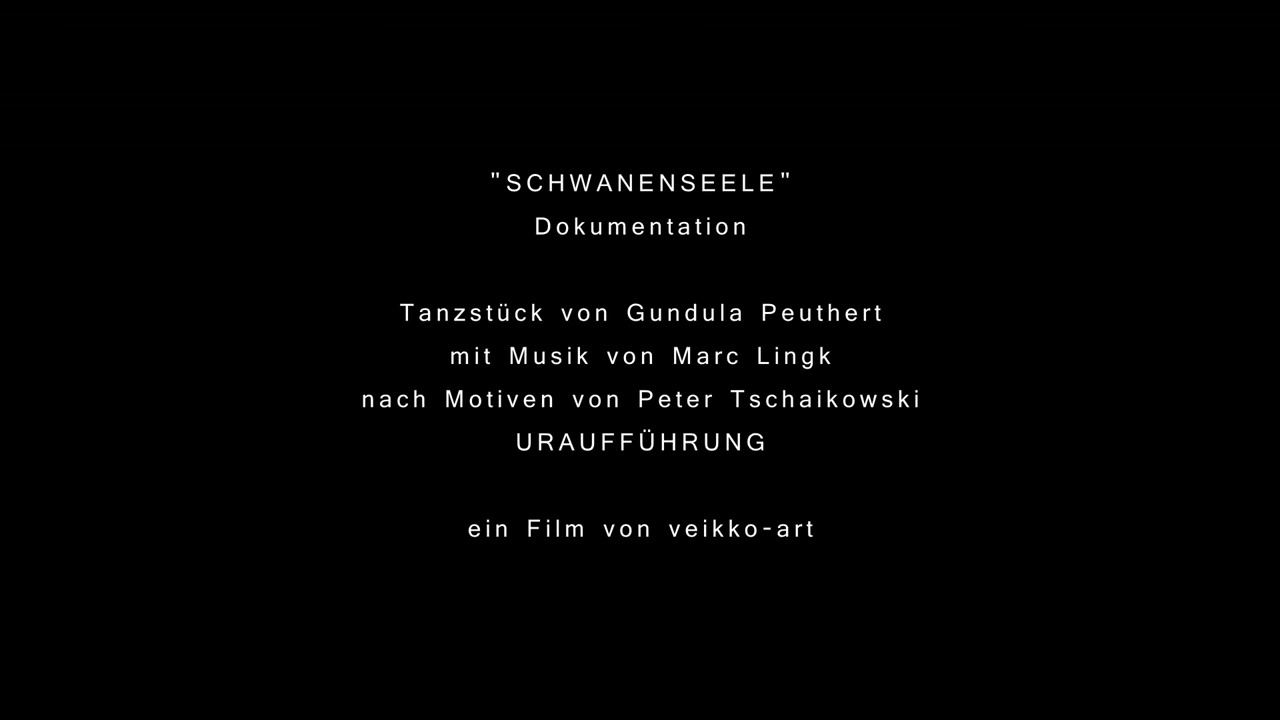 "SCHWANENSEELE"
Dokumentation
Tanzstück von Gundula Peuthert
mit Musik von Marc Lingk
nach Motiven von Peter Tschaikowski
URAUFFÜHRUNG
ein Film von veikko-art